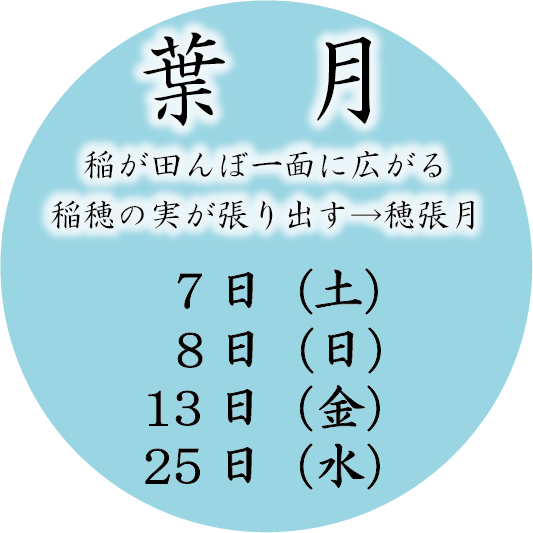 葉月
稲が田んぼ一面に広がる
稲穂の実が張り出す→穂張月
7日（土）
8日（日）
13日（金）
25日（水）